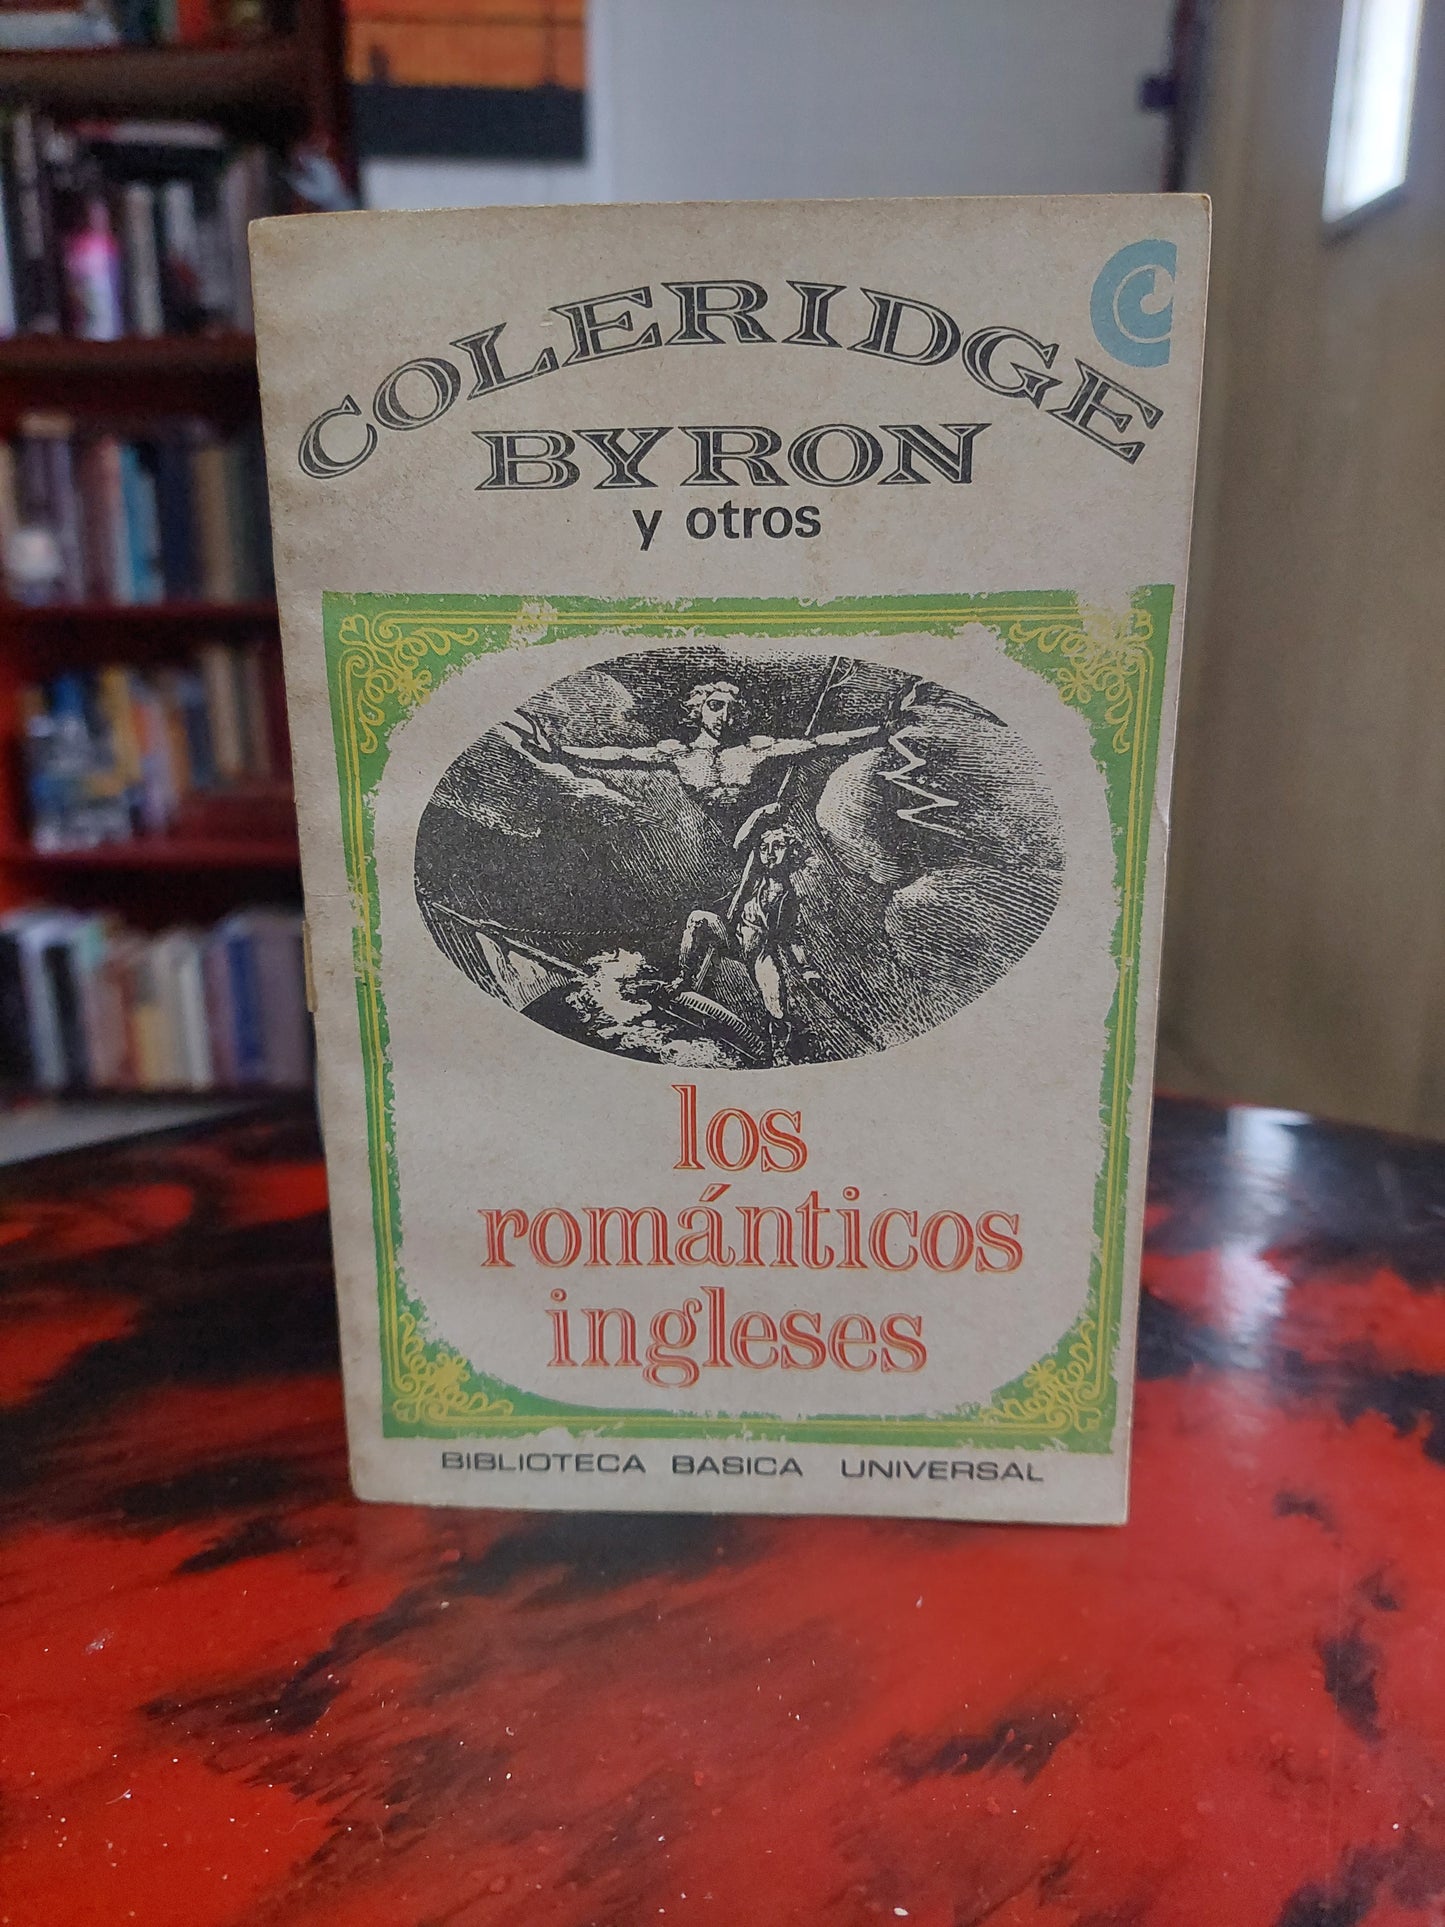 COLERIDGE
BYRON
y otros
los
románticos
ingleses
BIBLIOTECA BASICA UNIVERSAL